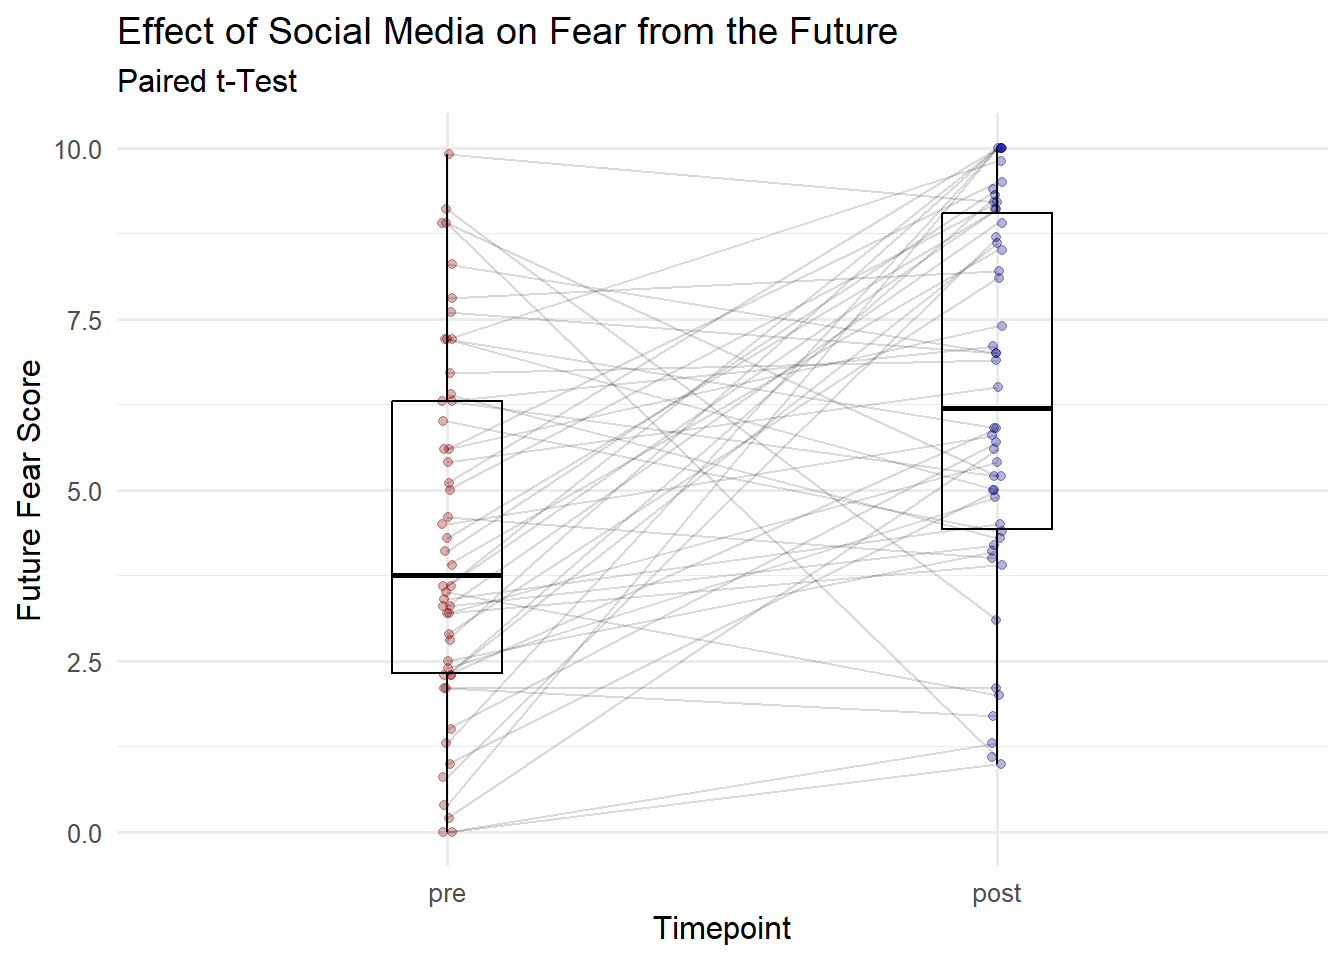 Effect of Social Media on Fear from the Future
Paired t-Test
Future Fear Score
10.0
7.5
5.0
2.5
0.0
pre
post
Timepoint